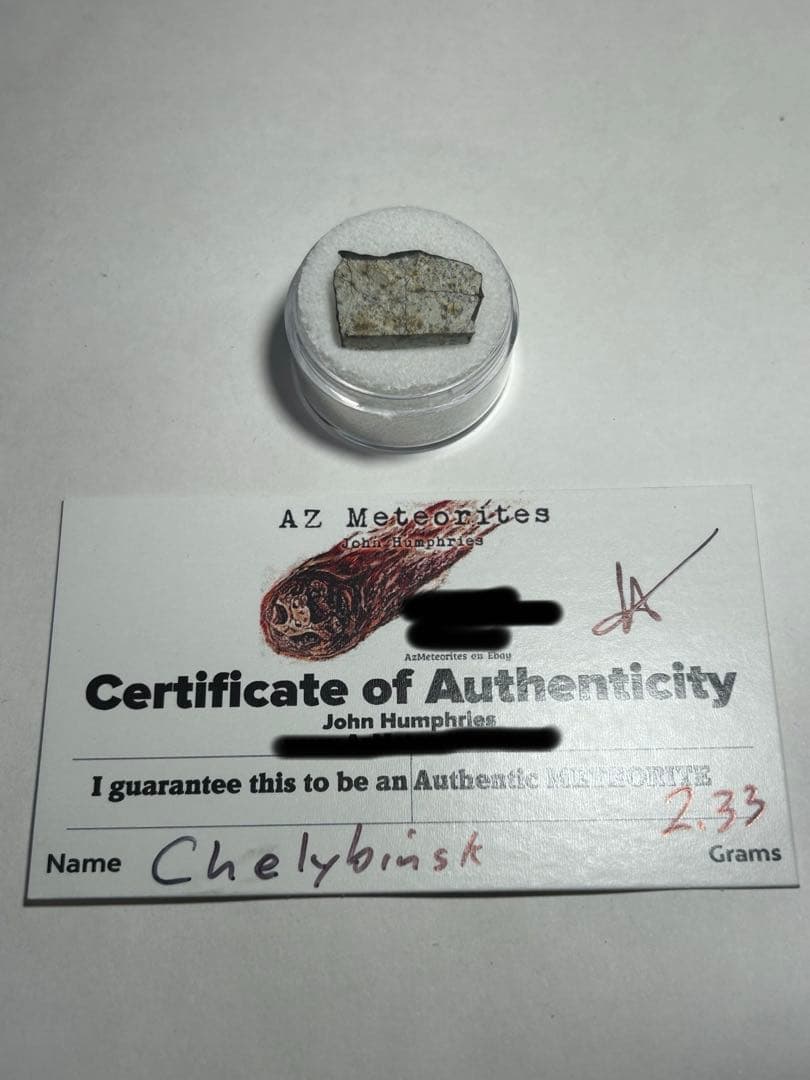 AZ Meteorites
John Humphries
AzMeteorites on Ebay
Certificate of Authenticity
John Humphries
I guarantee this to be an Authentic METEORITE
2.33
Name Chelybinsk Grams